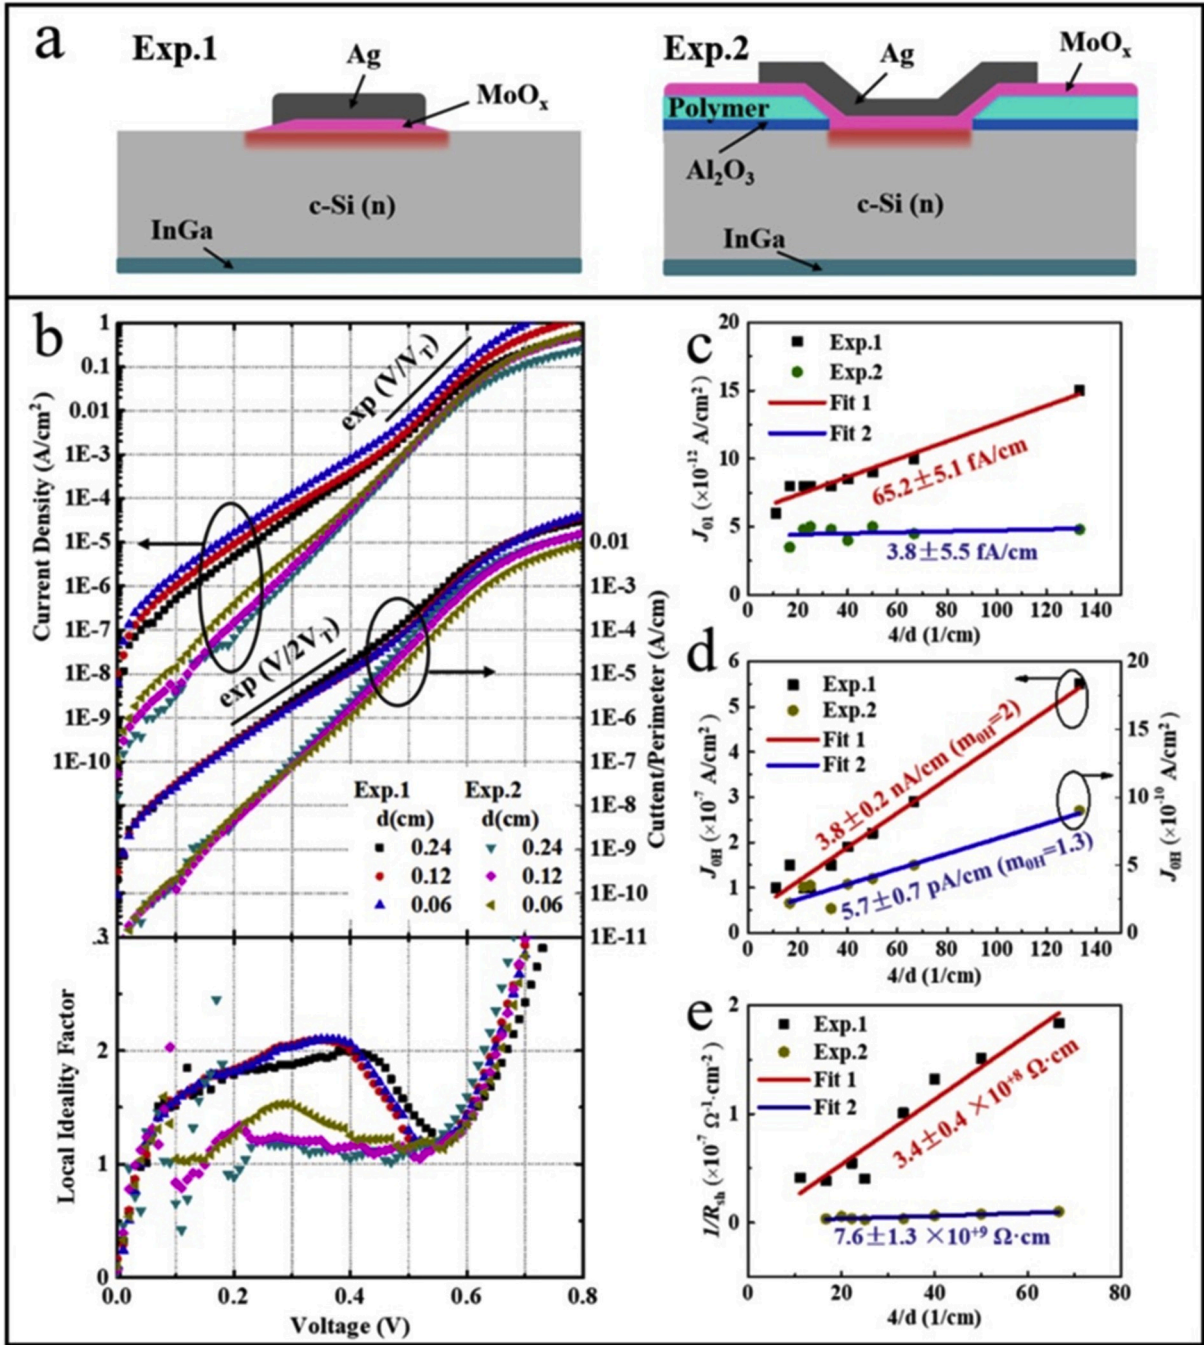 a
Exp.1
Ag
MoOₓ
c-Si (n)
InGa
Exp.2
Ag
MoOₓ
Polymer
Al₂O₃
c-Si (n)
InGa
b
Current Density (A/cm²)
1
0.1
0.01
1E-3
1E-4
1E-5
1E-6
1E-7
1E-8
1E-9
1E-10
exp (V/V_T)
exp (V/2V_T)
0.01
1E-3
1E-4
1E-5
1E-6
1E-7
1E-8
1E-9
1E-10
1E-11
Cuttent/Perimeter (A/cm)
Exp.1 Exp.2
d(cm) d(cm)
0.24 0.24
0.12 0.12
0.06 0.06
Local Ideality Factor
3
2
1
0
0.0 0.2 0.4 0.6 0.8
Voltage (V)
c
J₀₁ (×10⁻¹² A/cm²)
20
15
10
5
0
Exp.1
Exp.2
Fit 1
Fit 2
65.2±5.1 fA/cm
3.8±5.5 fA/cm
0 20 40 60 80 100 120 140
4/d (1/cm)
d
J₀H (×10⁻⁷ A/cm²)
6
5
4
3
2
1
0
Exp.1
Exp.2
Fit 1
Fit 2
3.8±0.2 nA/cm (m₀H=2)
5.7±0.7 pA/cm (m₀H=1.3)
20
15
10
5
0
J₀H (×10⁻¹⁰ A/cm²)
0 20 40 60 80 100 120 140
4/d (1/cm)
e
1/Rₛₕ (×10⁻⁷ Ω⁻¹·cm⁻²)
2
1
0
Exp.1
Exp.2
Fit 1
Fit 2
3.4±0.4 ×10⁺⁸ Ω·cm
7.6±1.3 ×10⁺⁹ Ω·cm
0 20 40 60 80
4/d (1/cm)